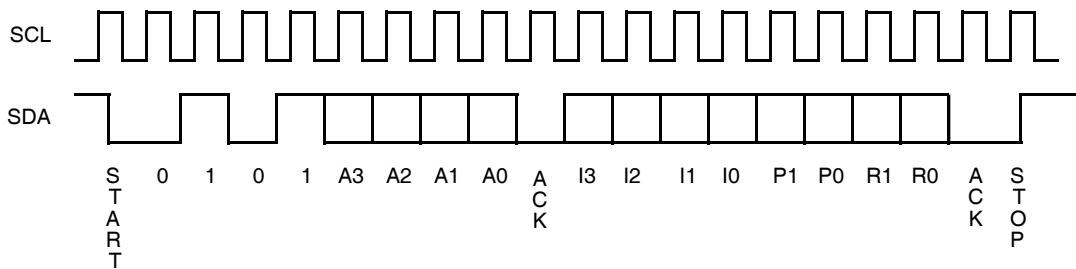 SCL
SDA
START 0 1 0 1 A3 A2 A1 A0 ACK I3 I2 I1 I0 P1 P0 R1 R0 ACK STOP